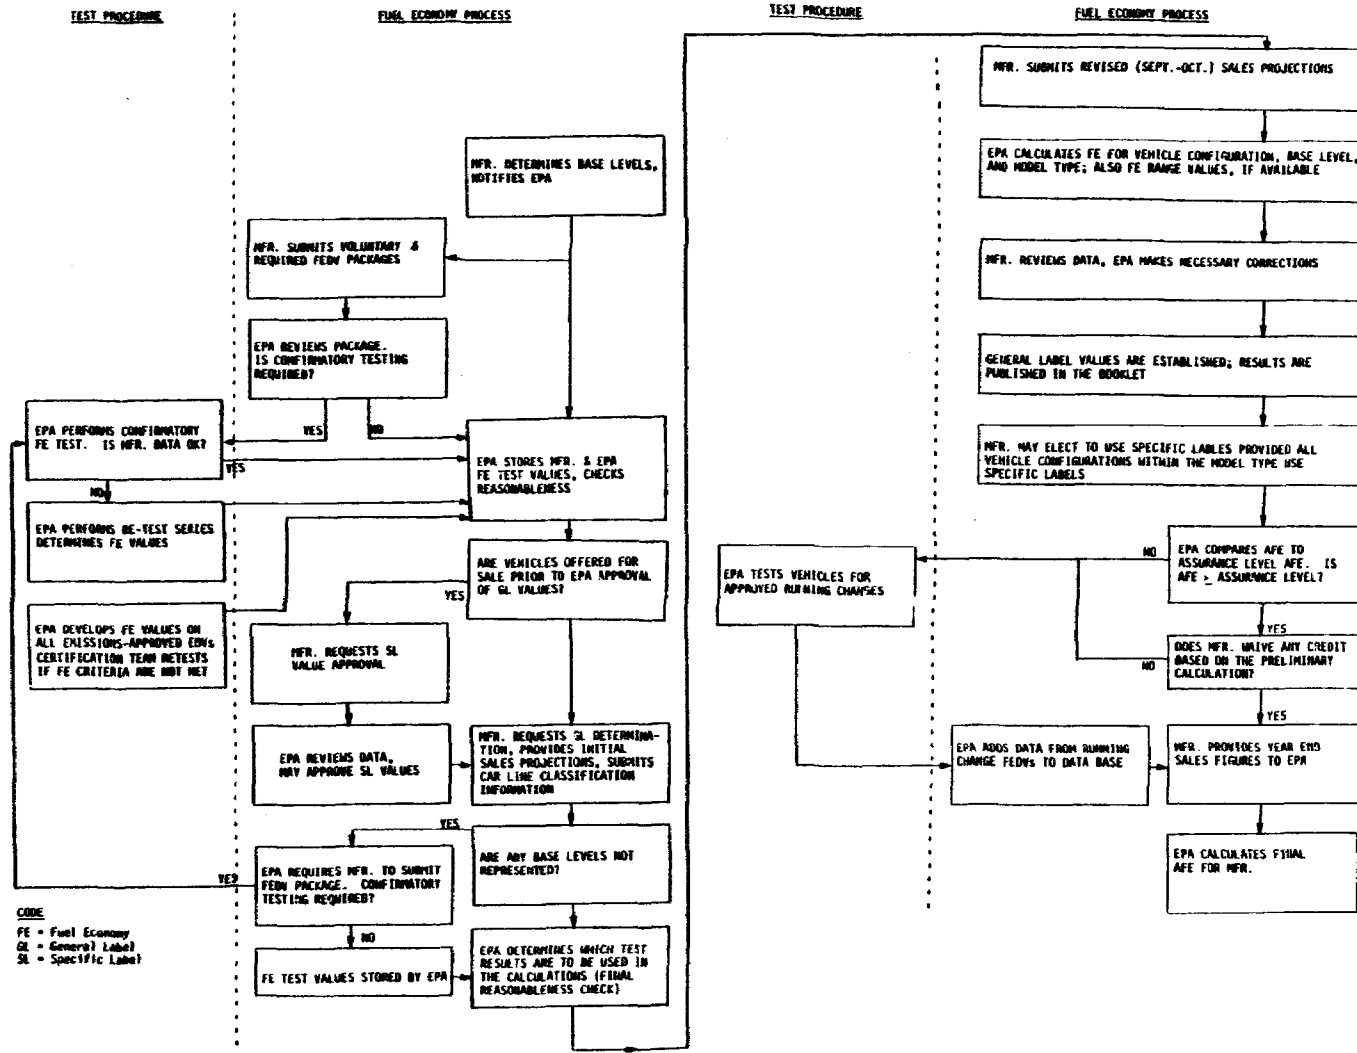 TEST PROCEDURE
FUEL ECONOMY PROCESS
MFR. DETERMINES BASE LEVELS,
NOTIFIES EPA
MFR. SUBMITS VOLUNTARY &
REQUIRED FEDV PACKAGES
EPA REVIEWS PACKAGE.
IS CONFIRMATORY TESTING
REQUIRED?
YES
NO
EPA PERFORMS CONFIRMATORY
FE TEST. IS MFR. DATA OK?
YES
NO
EPA PERFORMS RE-TEST SERIES
DETERMINES FE VALUES
EPA DEVELOPS FE VALUES ON
ALL EMISSIONS-APPROVED EDVs
CERTIFICATION TEAM RETESTS
IF FE CRITERIA ARE NOT MET
EPA STORES MFR. & EPA
FE TEST VALUES, CHECKS
REASONABLENESS
ARE VEHICLES OFFERED FOR
SALE PRIOR TO EPA APPROVAL
OF GL VALUES?
YES
MFR. REQUESTS SL
VALUE APPROVAL
EPA REVIEWS DATA,
MAY APPROVE SL VALUES
MFR. REQUESTS GL DETERMINA-
TION, PROVIDES INITIAL
SALES PROJECTIONS, SUBMITS
CAR LINE CLASSIFICATION
INFORMATION
YES
ARE ANY BASE LEVELS NOT
REPRESENTED?
EPA REQUIRES MFR. TO SUBMIT
FEDV PACKAGE. CONFIRMATORY
TESTING REQUIRED?
YES
NO
FE TEST VALUES STORED BY EPA
EPA DETERMINES WHICH TEST
RESULTS ARE TO BE USED IN
THE CALCULATIONS (FINAL
REASONABLENESS CHECK)
CODE
FE = Fuel Economy
GL = General Label
SL = Specific Label
TEST PROCEDURE
FUEL ECONOMY PROCESS
MFR. SUBMITS REVISED (SEPT.-OCT.) SALES PROJECTIONS
EPA CALCULATES FE FOR VEHICLE CONFIGURATION, BASE LEVEL,
AND MODEL TYPE; ALSO FE RANGE VALUES, IF AVAILABLE
MFR. REVIEWS DATA, EPA MAKES NECESSARY CORRECTIONS
GENERAL LABEL VALUES ARE ESTABLISHED; RESULTS ARE
PUBLISHED IN THE BOOKLET
MFR. MAY ELECT TO USE SPECIFIC LABLES PROVIDED ALL
VEHICLE CONFIGURATIONS WITHIN THE MODEL TYPE USE
SPECIFIC LABELS
NO
EPA COMPARES AFE TO
ASSURANCE LEVEL AFE. IS
AFE ≥ ASSURANCE LEVEL?
YES
EPA TESTS VEHICLES FOR
APPROVED RUNNING CHANGES
DOES MFR. WAIVE ANY CREDIT
BASED ON THE PRELIMINARY
CALCULATION?
NO
YES
EPA ADDS DATA FROM RUNNING
CHANGE FEDVs TO DATA BASE
MFR. PROVIDES YEAR END
SALES FIGURES TO EPA
EPA CALCULATES FINAL
AFE FOR MFR.